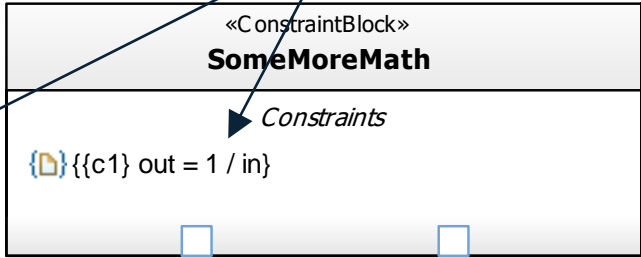 «ConstraintBlock»
SomeMoreMath
Constraints
{{c1} out = 1 / in}